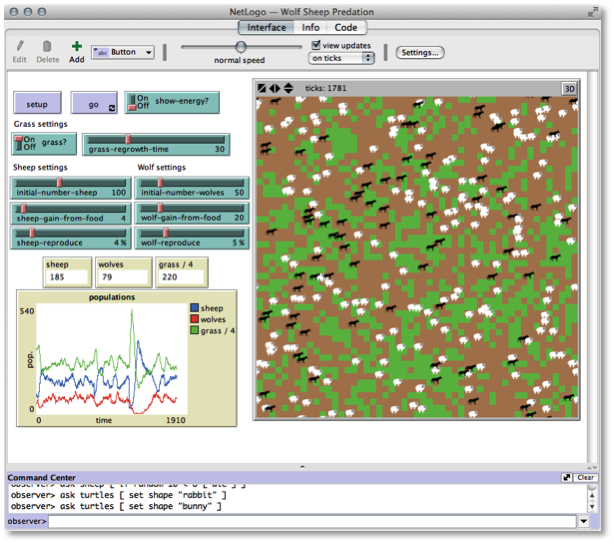 NetLogo — Wolf Sheep Predation
Interface Info Code
Edit Delete Add abc Button normal speed view updates on ticks Settings...
ticks: 1781 3D
setup go On Off show-energy?
Grass settings
On Off grass? grass-regrowth-time 30
Sheep settings Wolf settings
initial-number-sheep 100 initial-number-wolves 50
sheep-gain-from-food 4 wolf-gain-from-food 20
sheep-reproduce 4 % wolf-reproduce 5 %
sheep wolves grass / 4
185 79 220
populations
540
pop.
0
0 time 1910
sheep
wolves
grass / 4
Command Center Clear
observer> ask sheep [ if random 10 < 8 [ die ] ]
observer> ask turtles [ set shape "rabbit" ]
observer> ask turtles [ set shape "bunny" ]
observer>